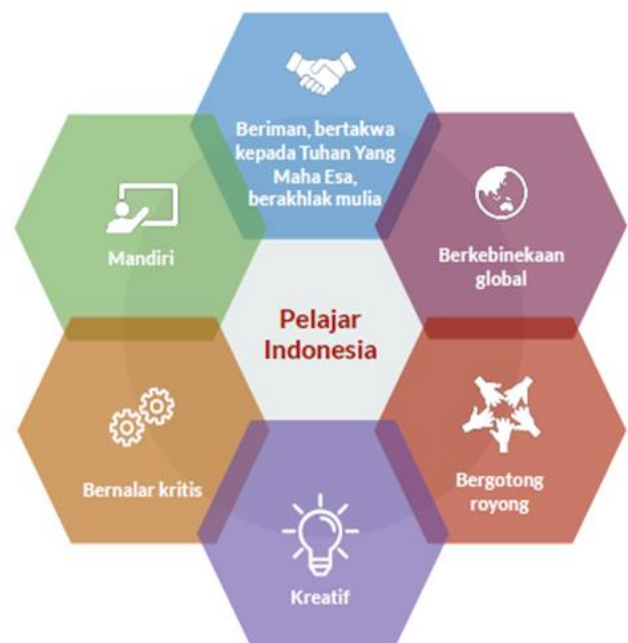 Beriman, bertakwa
kepada Tuhan Yang
Maha Esa,
berakhlak mulia
Mandiri
Berkebinekaan
global
Pelajar
Indonesia
Bernalar kritis
Bergotong
royong
Kreatif